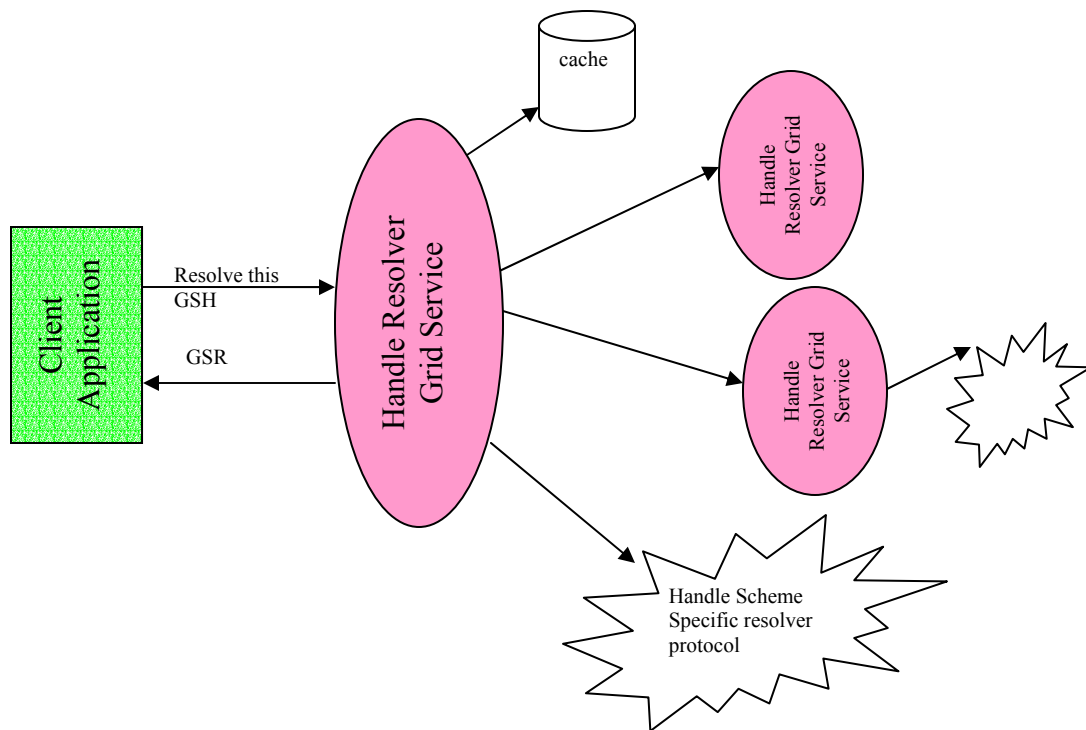 cache
Handle
Resolver Grid
Service
Client
Application
Resolve this
GSH
GSR
Handle Resolver
Grid Service
Handle
Resolver Grid
Service
Handle Scheme
Specific resolver
protocol